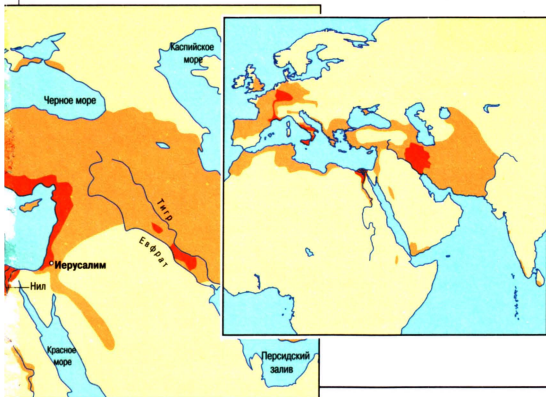 Каспийское
море
Черное море
Тигр
Евфрат
Иерусалим
Нил
Красное
море
Персидский
залив